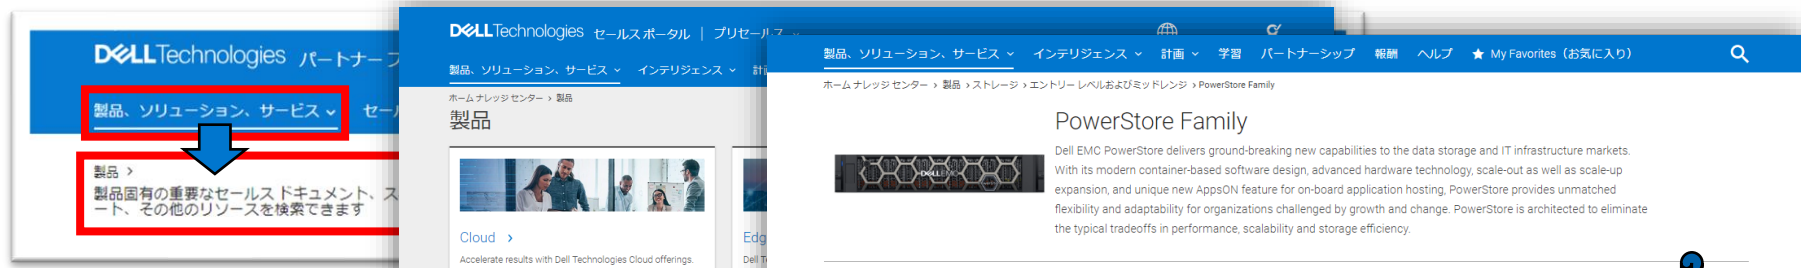 DELLTechnologies パートナー
製品、ソリューション、サービス
セー
製品 >
製品固有の重要なセールス ドキュメント、ス
ート、その他のリソースを検索できます
DELLTechnologies セールス ポータル | プリセールス
製品、ソリューション、サービス インテリジェンス 計
ホーム ナレッジ センター › 製品
製品
Cloud >
Accelerate results with Dell Technologies Cloud offerings.
Edg
Dell T
製品、ソリューション、サービス インテリジェンス 計画 学習 パートナーシップ 報酬 ヘルプ ★ My Favorites（お気に入り）
ホーム ナレッジ センター › 製品 › ストレージ › エントリー レベルおよびミッドレンジ › PowerStore Family
PowerStore Family
DELLEMC
Dell EMC PowerStore delivers ground-breaking new capabilities to the data storage and IT infrastructure markets.
With its modern container-based software design, advanced hardware technology, scale-out as well as scale-up
expansion, and unique new AppsON feature for on-board application hosting, PowerStore provides unmatched
flexibility and adaptability for organizations challenged by growth and change. PowerStore is architected to eliminate
the typical tradeoffs in performance, scalability and storage efficiency.